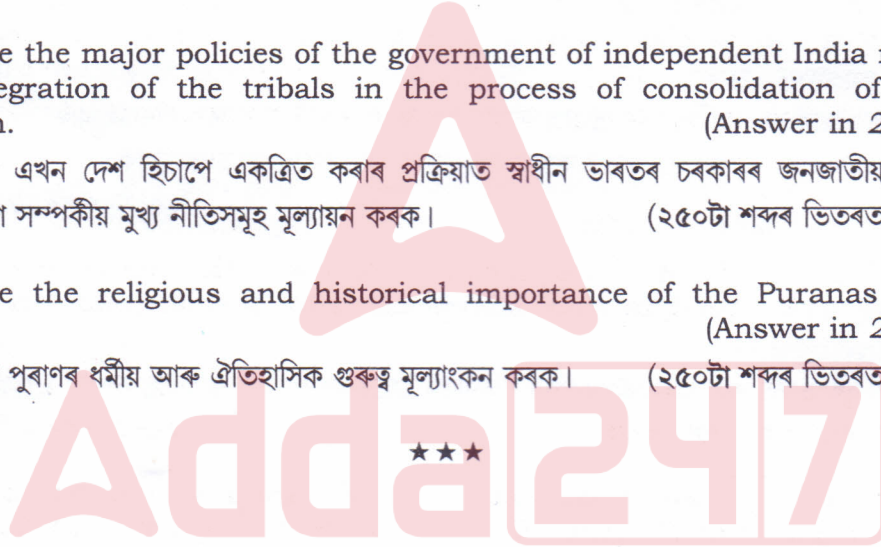 e the major policies of the government of independent India
egration of the tribals in the process of consolidation of
n. (Answer in 2
এখন দেশ হিচাপে একত্ৰিত কৰাৰ প্ৰক্ৰিয়াত স্বাধীন ভাৰতৰ চৰকাৰৰ জনজাতীয়
সম্পৰ্কীয় মুখ্য নীতিসমূহ মূল্যায়ন কৰক। (২৫০টা শব্দৰ ভিতৰত
e the religious and historical importance of the Puranas
(Answer in 2
পুৰাণৰ ধৰ্মীয় আৰু ঐতিহাসিক গুৰুত্ব মূল্যাংকন কৰক। (২৫০টা শব্দৰ ভিতৰত
★★★
Adda247